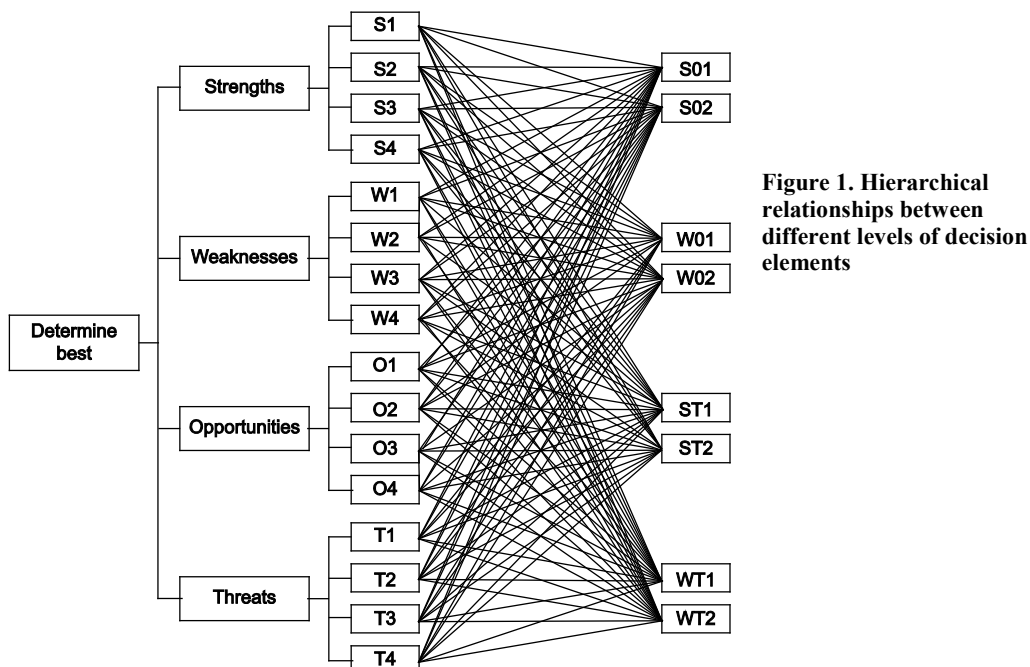 S1
S2
S3
S4
Strengths
W1
W2
W3
W4
Weaknesses
Determine
best
O1
O2
O3
O4
Opportunities
T1
T2
T3
T4
Threats
S01
S02
W01
W02
ST1
ST2
WT1
WT2
Figure 1. Hierarchical
relationships between
different levels of decision
elements